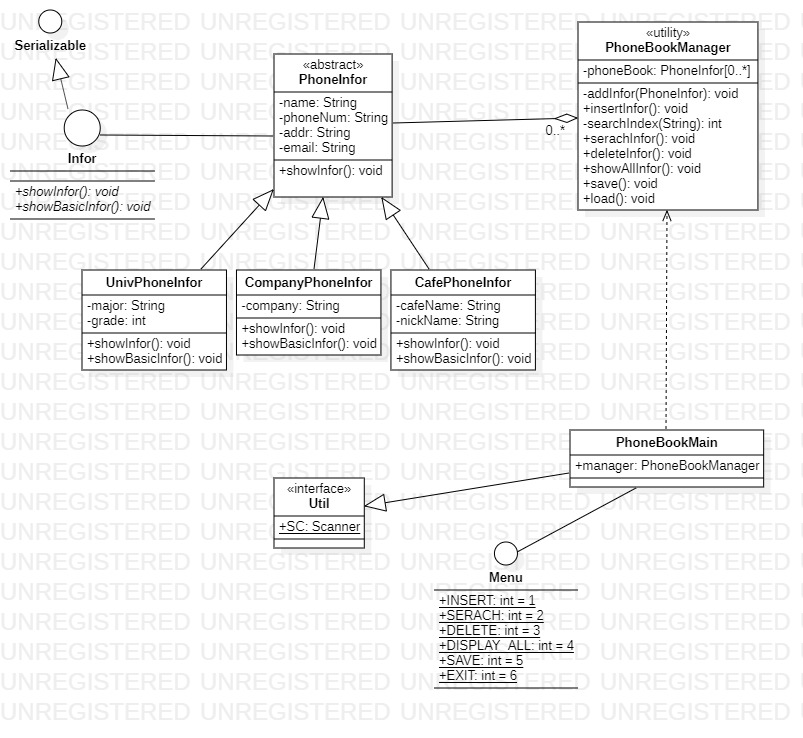 Serializable
Infor
+showInfor(): void
+showBasicInfor(): void
«abstract»
PhoneInfor
-name: String
-phoneNum: String
-addr: String
-email: String
+showInfor(): void
0..*
«utility»
PhoneBookManager
-phoneBook: PhoneInfor[0..*]
-addInfor(PhoneInfor): void
+insertInfor(): void
-searchIndex(String): int
+serachInfor(): void
+deleteInfor(): void
+showAllInfor(): void
+save(): void
+load(): void
UnivPhoneInfor
-major: String
-grade: int
+showInfor(): void
+showBasicInfor(): void
CompanyPhoneInfor
-company: String
+showInfor(): void
+showBasicInfor(): void
CafePhoneInfor
-cafeName: String
-nickName: String
+showInfor(): void
+showBasicInfor(): void
PhoneBookMain
+manager: PhoneBookManager
«interface»
Util
+SC: Scanner
Menu
+INSERT: int = 1
+SERACH: int = 2
+DELETE: int = 3
+DISPLAY_ALL: int = 4
+SAVE: int = 5
+EXIT: int = 6
UNREGISTERED UNREGISTERED UNREGISTERED UNREGISTERED